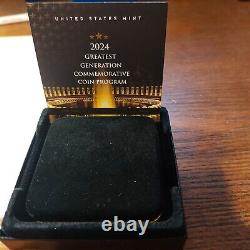 UNITED STATES MINT
2024
GREATEST
GENERATION
COMMEMORATIVE
COIN PROGRAM